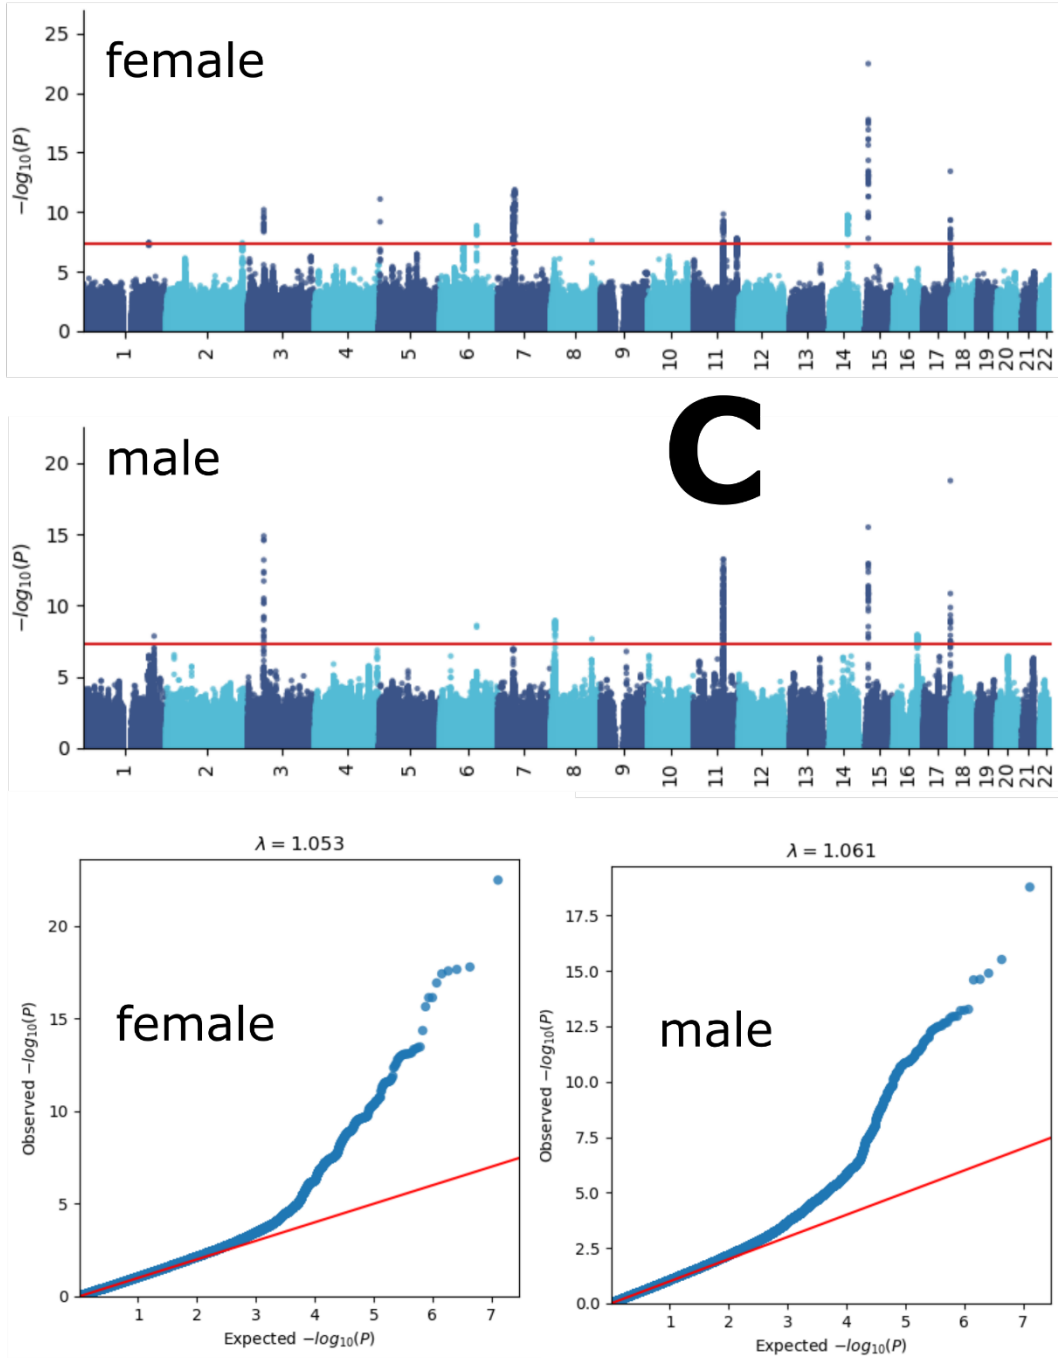 female
−log10(P)
25
20
15
10
5
0
1 2 3 4 5 6 7 8 9 10 11 12 13 14 15 16 17 18 19 20 21 22
C
male
−log10(P)
20
15
10
5
0
1 2 3 4 5 6 7 8 9 10 11 12 13 14 15 16 17 18 19 20 21 22
λ = 1.053
female
Observed −log10(P)
20
15
10
5
0
1 2 3 4 5 6 7
Expected −log10(P)
λ = 1.061
male
Observed −log10(P)
17.5
15.0
12.5
10.0
7.5
5.0
2.5
0.0
1 2 3 4 5 6 7
Expected −log10(P)